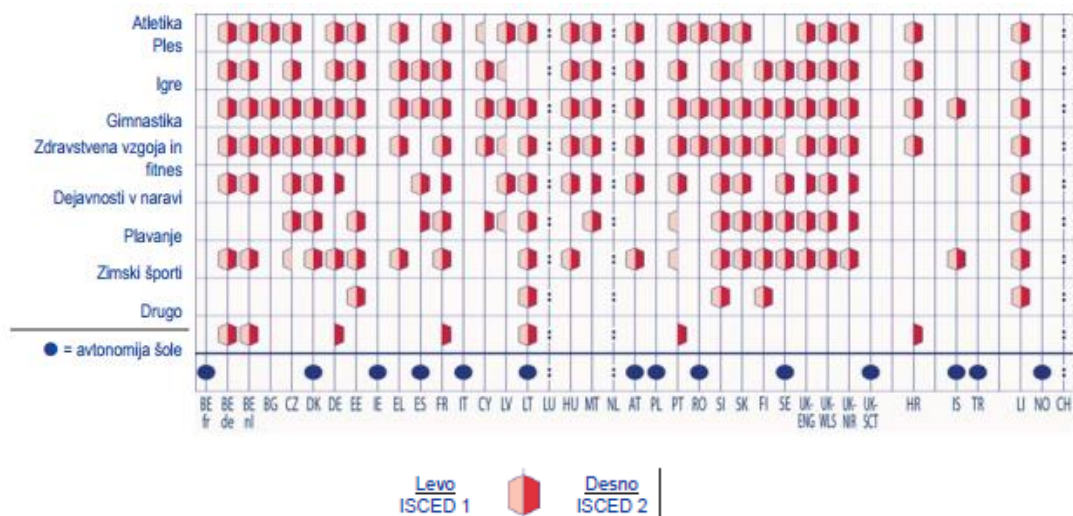 Atletika
Ples
Igre
Gimnastika
Zdravstvena vzgoja in
fitnes
Dejavnosti v naravi
Plavanje
Zimski športi
Drugo
= avtonomija šole
BE BE BE BG CZ DK DE EE IE EL ES FR IT CY LV LT LU HU MT NL AT PL PT RO SI SK FI SE UK- UK- UK- UK- HR IS TR LI NO CH
fr de nl ENG WLS NIR SCT
Levo Desno
ISCED 1 ISCED 2